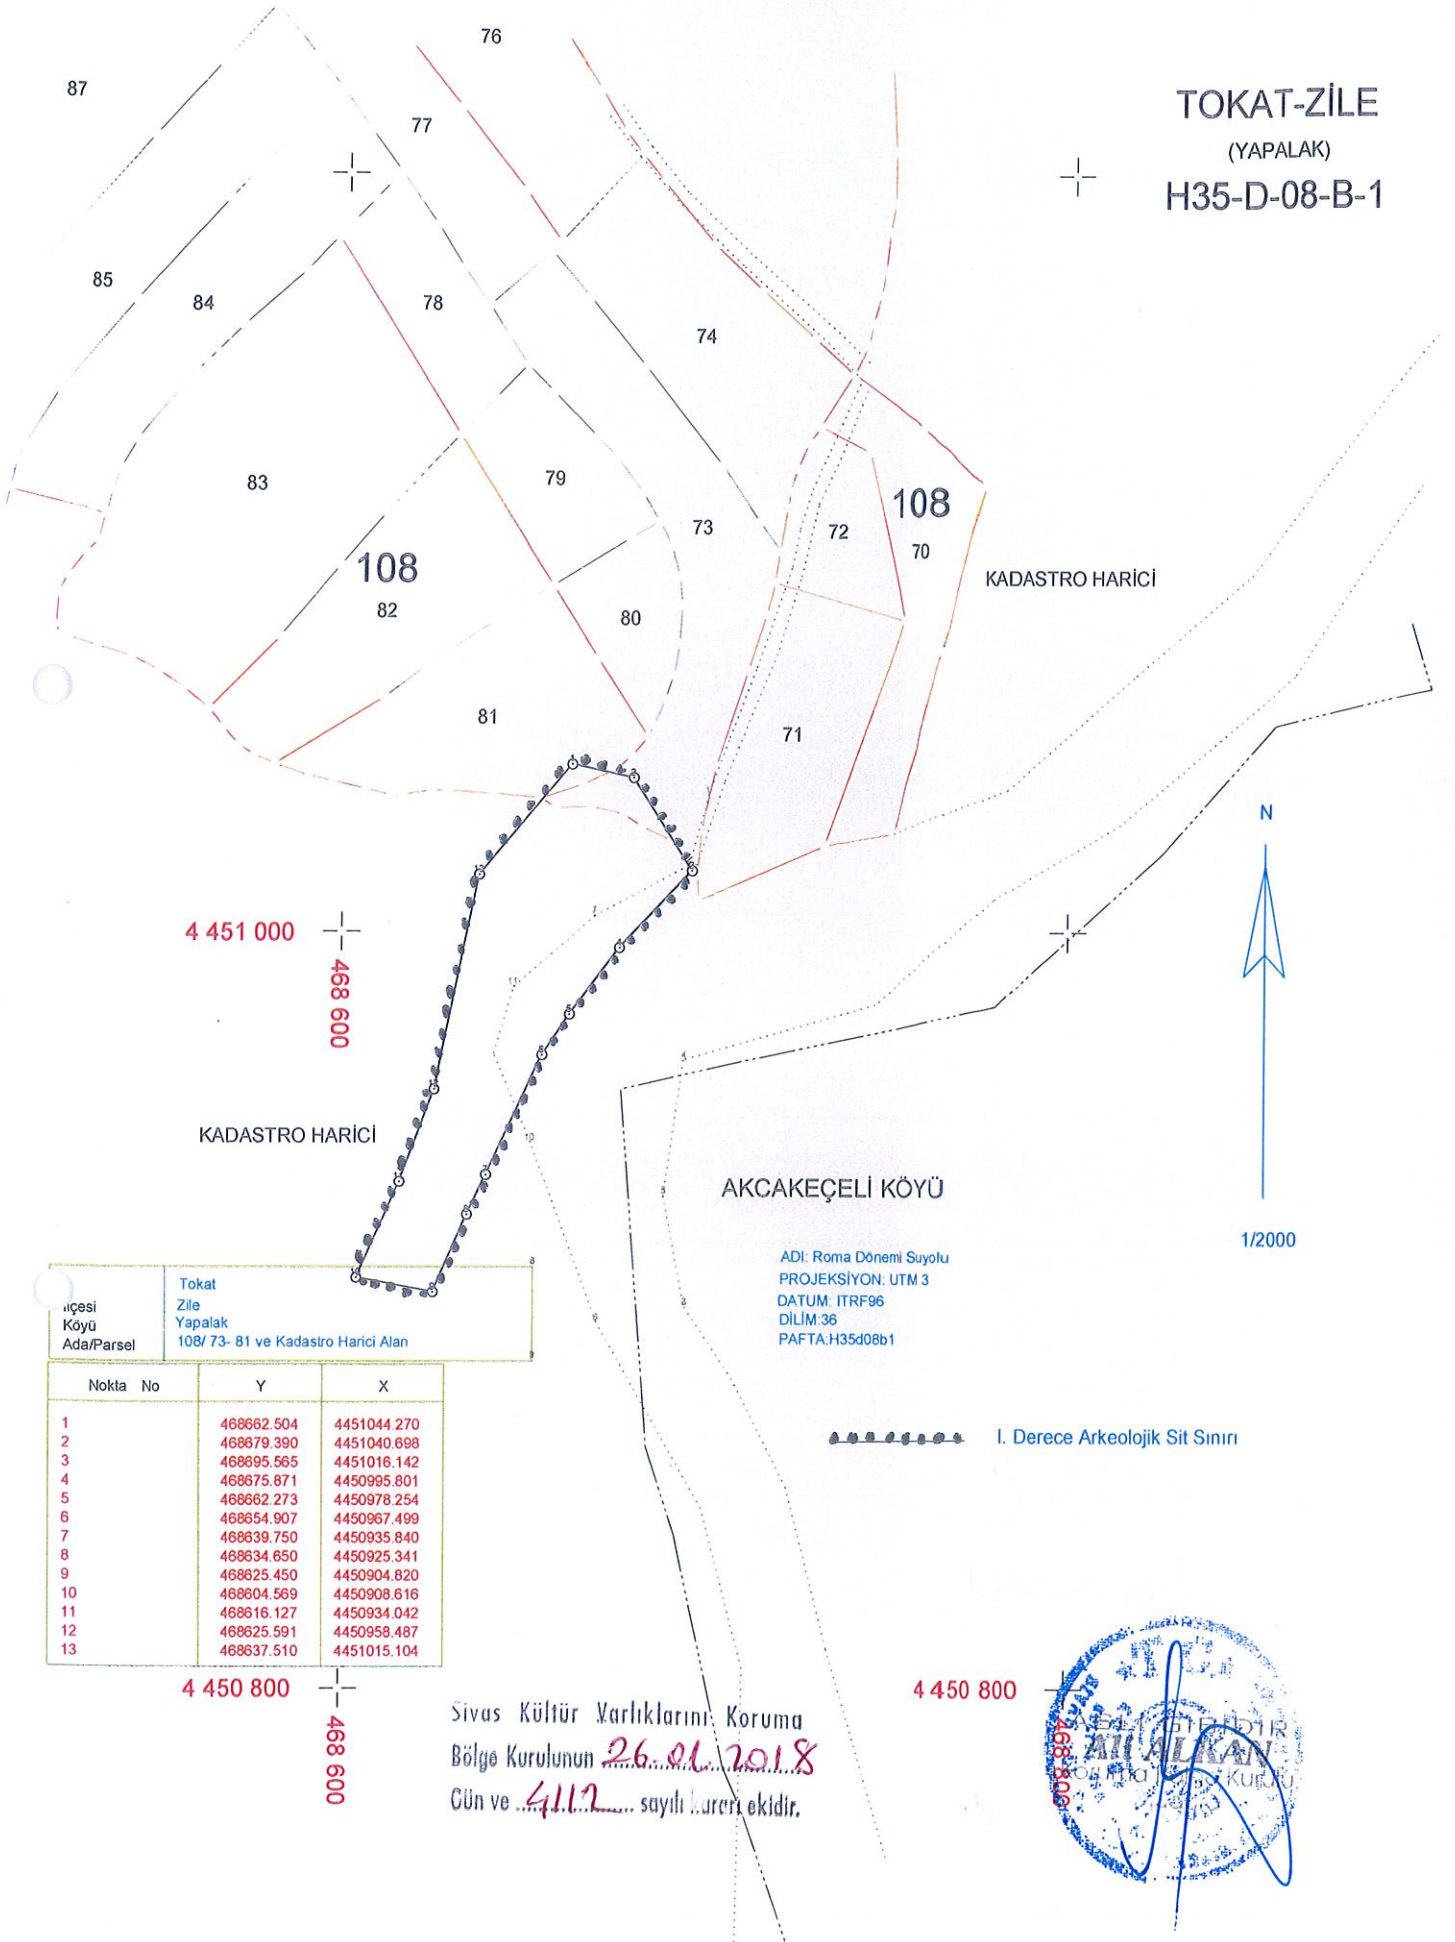 TOKAT-ZİLE
(YAPALAK)
H35-D-08-B-1
76
87
77
85
84
78
74
83
79
73
72
108
70
KADASTRO HARİCİ
108
82
80
81
71
N
4 451 000
468 600
KADASTRO HARİCİ
AKCAKEÇELİ KÖYÜ
1/2000
ADI: Roma Dönemi Suyolu
PROJEKSİYON: UTM 3
DATUM: ITRF96
DİLİM:36
PAFTA:H35d08b1
Tokat
Zile
Köyü Yapalak
Ada/Parsel 108/ 73- 81 ve Kadastro Harici Alan
Nokta No Y X
1 468662.504 4451044.270
2 468679.390 4451040.698
3 468695.565 4451016.142
4 468675.871 4450995.801
5 468662.273 4450978.254
6 468654.907 4450967.499
7 468639.750 4450935.840
8 468634.650 4450925.341
9 468625.450 4450904.820
10 468604.569 4450908.616
11 468616.127 4450934.042
12 468625.591 4450958.487
13 468637.510 4451015.104
I. Derece Arkeolojik Sit Sınırı
4 450 800
468 600
4 450 800
468 800
Sivas Kültür Varlıklarını Koruma
Bölge Kurulunun 26.01.2018
Gün ve 4112 sayılı kararı ekidir.
ASLI GİBİDİR
Ali ALKAN